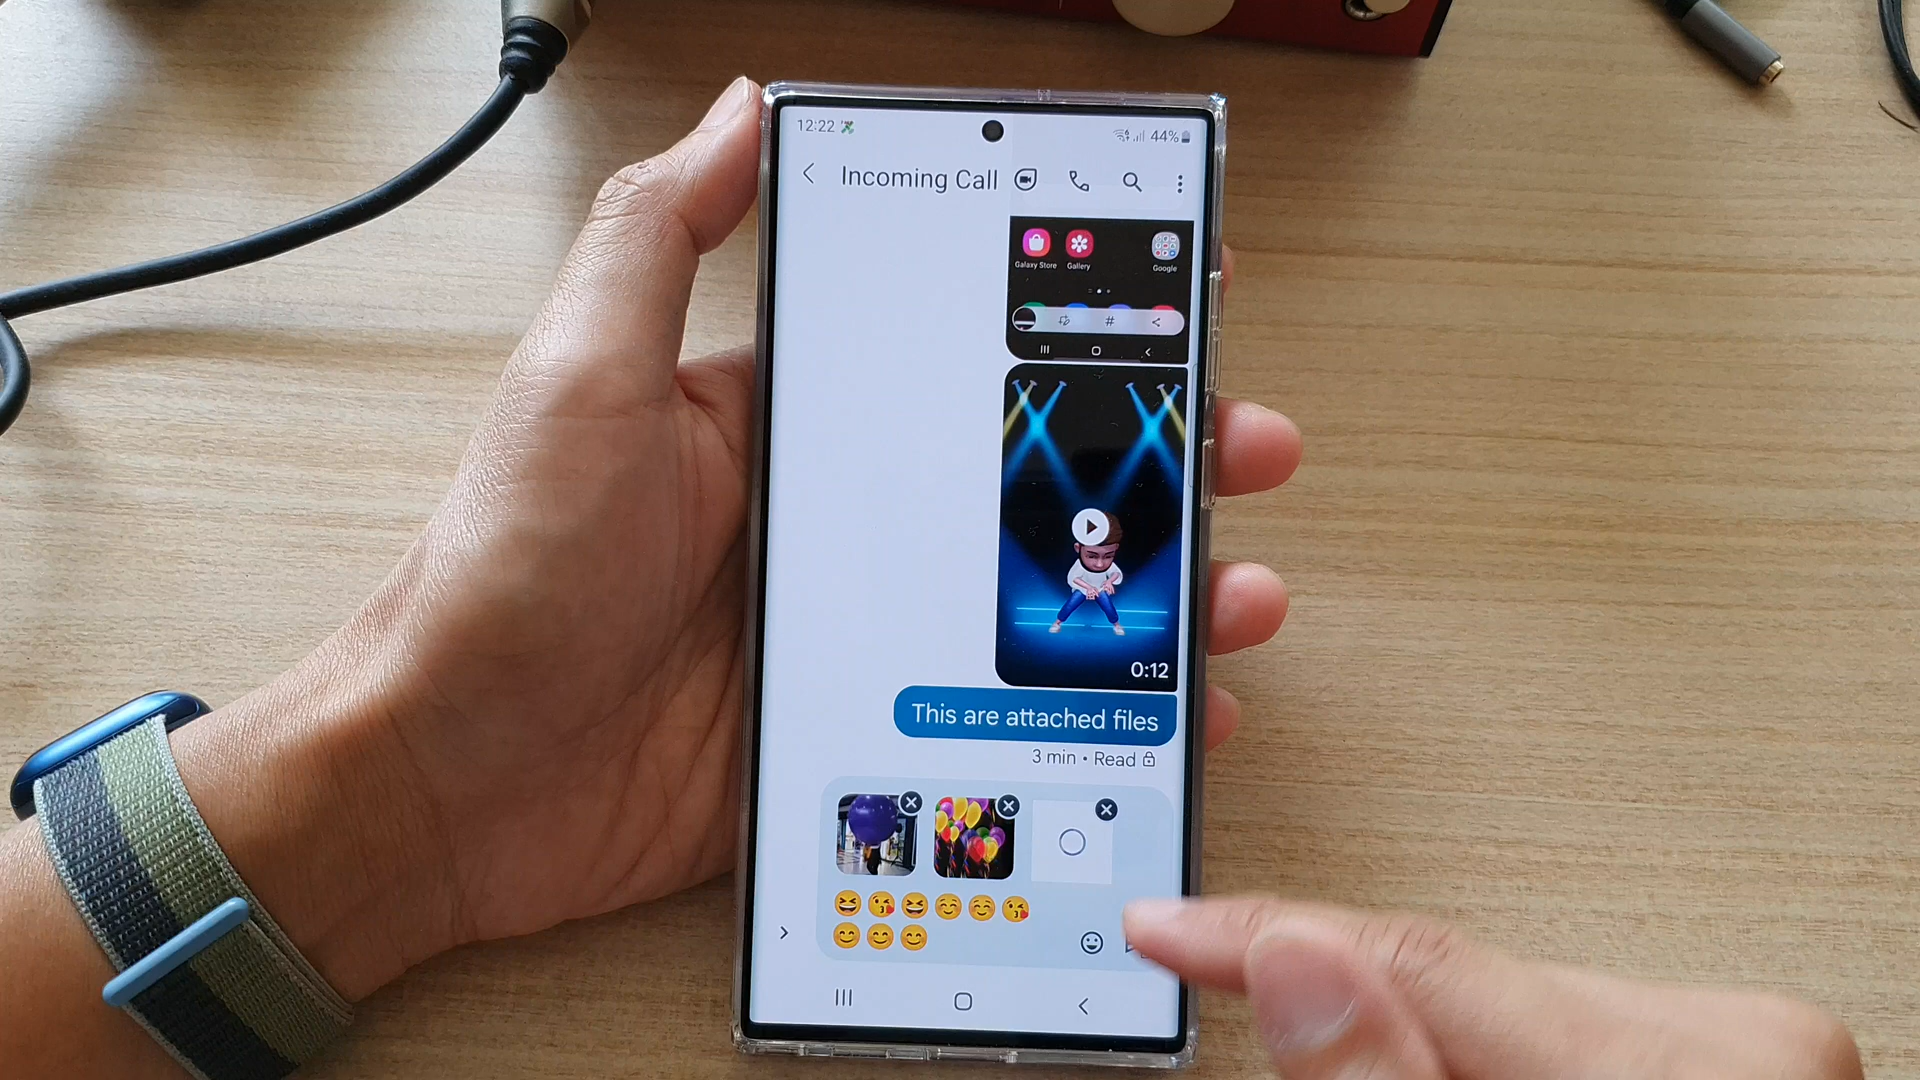 12:22
44%
Incoming Call
Galaxy Store
Gallery
Google
0:12
This are attached files
3 min • Read